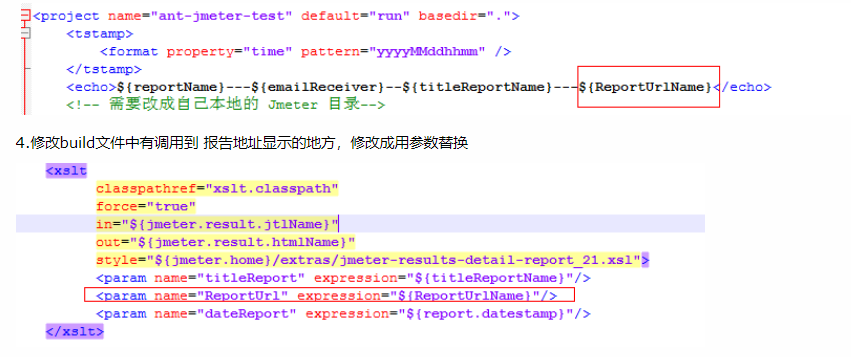 <project name="ant-jmeter-test" default="run" basedir=".">
<tstamp>
<format property="time" pattern="yyyyMMddhhmm" />
</tstamp>
<echo>${reportName}---${emailReceiver}--${titleReportName}---${ReportUrlName}</echo>
<!-- 需要改成自己本地的 Jmeter 目录-->
4.修改build文件中有调用到 报告地址显示的地方，修改成用参数替换
<xslt
classpathref="xslt.classpath"
force="true"
in="${jmeter.result.jtlName}"
out="${jmeter.result.htmlName}"
style="${jmeter.home}/extras/jmeter-results-detail-report_21.xsl">
<param name="titleReport" expression="${titleReportName}"/>
<param name="ReportUrl" expression="${ReportUrlName}"/>
<param name="dateReport" expression="${report.datestamp}"/>
</xslt>